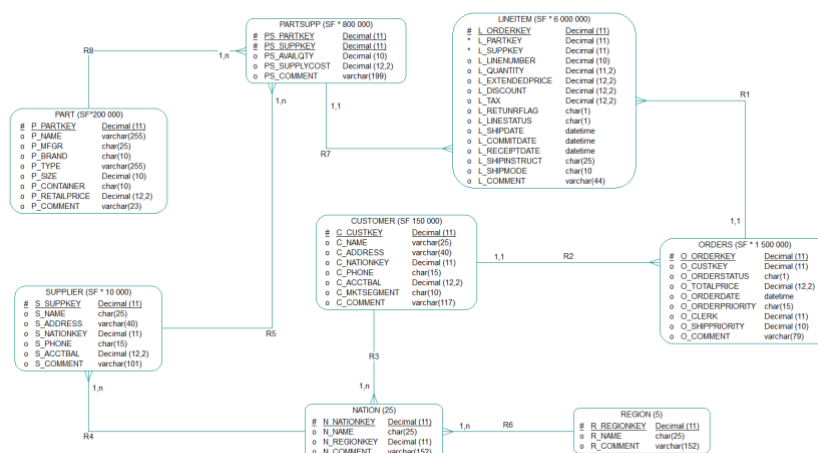 PARTSUPP (SF * 800 000)
# PS_PARTKEY Decimal (11)
# PS_SUPPKEY Decimal (11)
o PS_AVAILQTY Decimal (10)
o PS_SUPPLYCOST Decimal (12,2)
o PS_COMMENT varchar(199)
LINEITEM (SF * 6 000 000)
# L_ORDERKEY Decimal (11)
* L_PARTKEY Decimal (11)
* L_SUPPKEY Decimal (11)
o L_LINENUMBER Decimal (10)
o L_QUANTITY Decimal (11,2)
o L_EXTENDEDPRICE Decimal (12,2)
o L_DISCOUNT Decimal (12,2)
o L_TAX Decimal (12,2)
o L_RETUNRFLAG char(1)
o L_LINESTATUS char(1)
o L_SHIPDATE datetime
o L_COMMITDATE datetime
o L_RECEIPTDATE datetime
o L_SHIPINSTRUCT char(25)
o L_SHIPMODE char(10
o L_COMMENT varchar(44)
R8
1,n
1,n
1,1
R7
R1
PART (SF*200 000)
# P_PARTKEY Decimal (11)
o P_NAME varchar(255)
o P_MFGR char(25)
o P_BRAND char(10)
o P_TYPE varchar(255)
o P_SIZE Decimal (10)
o P_CONTAINER char(10)
o P_RETAILPRICE Decimal (12,2)
o P_COMMENT varchar(23)
CUSTOMER (SF 150 000)
# C_CUSTKEY Decimal (11)
o C_NAME varchar(25)
o C_ADDRESS varchar(40)
o C_NATIONKEY Decimal (11)
o C_PHONE char(15)
o C_ACCTBAL Decimal (12,2)
o C_MKTSEGMENT char(10)
o C_COMMENT varchar(117)
1,1
R2
1,1
ORDERS (SF * 1 500 000)
# O_ORDERKEY Decimal (11)
o O_CUSTKEY Decimal (11)
o O_ORDERSTATUS char(1)
o O_TOTALPRICE Decimal (12,2)
o O_ORDERDATE datetime
o O_ORDERPRIORITY char(15)
o O_CLERK Decimal (11)
o O_SHIPPRIORITY Decimal (10)
o O_COMMENT varchar(79)
SUPPLIER (SF * 10 000)
# S_SUPPKEY Decimal (11)
o S_NAME char(25)
o S_ADDRESS varchar(40)
o S_NATIONKEY Decimal (11)
o S_PHONE char(15)
o S_ACCTBAL Decimal (12,2)
o S_COMMENT varchar(101)
R5
R3
1,n
1,n
R4
NATION (25)
# N_NATIONKEY Decimal (11)
o N_NAME char(25)
o N_REGIONKEY Decimal (11)
o N_COMMENT varchar(152)
1,n
R6
REGION (5)
# R_REGIONKEY Decimal (11)
o R_NAME char(25)
o R_COMMENT varchar(152)